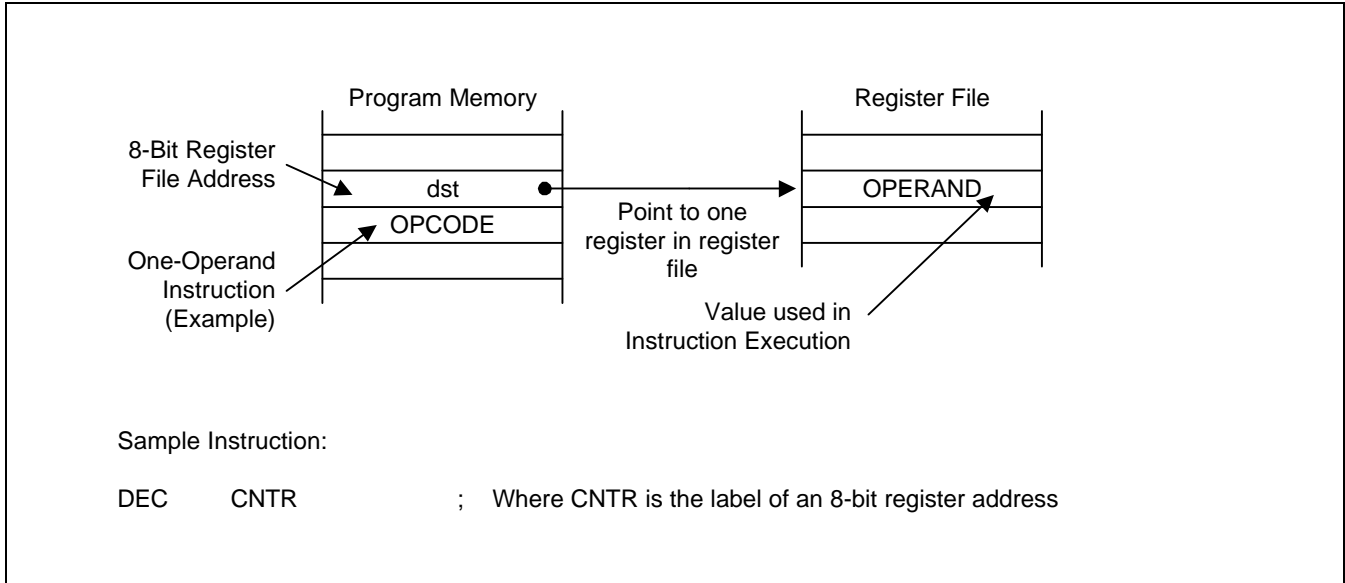 Program Memory
Register File
8-Bit Register
File Address
dst
OPERAND
OPCODE
Point to one
register in register
file
One-Operand
Instruction
(Example)
Value used in
Instruction Execution
Sample Instruction:
DEC CNTR ; Where CNTR is the label of an 8-bit register address